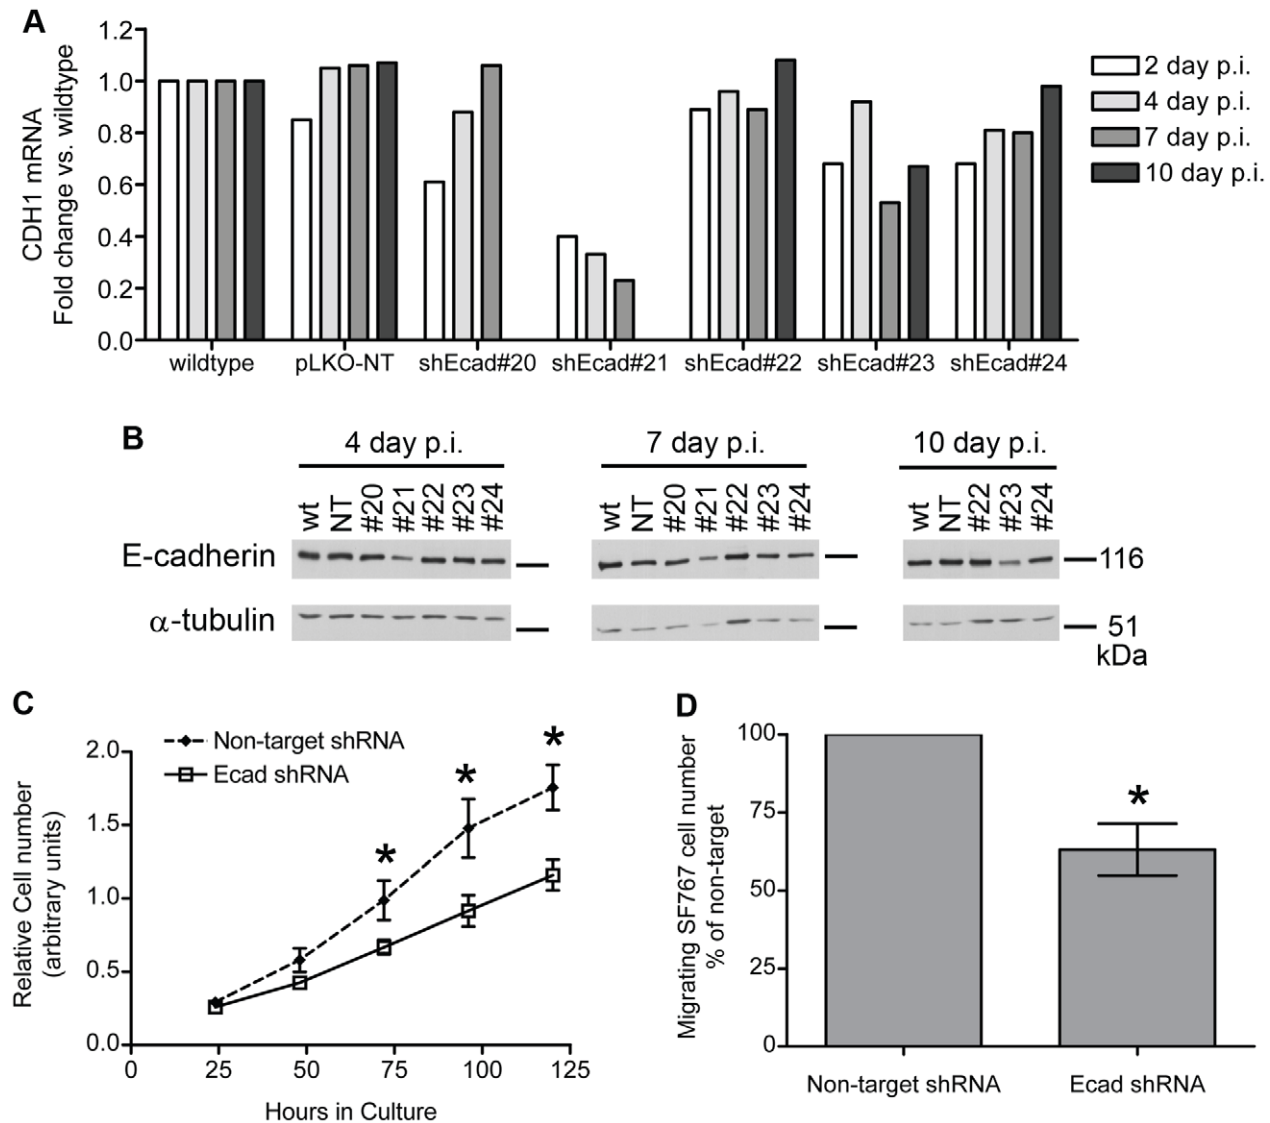 A
CDH1 mRNA
Fold change vs. wildtype
1.2
1.0
0.8
0.6
0.4
0.2
0.0
wildtype pLKO-NT shEcad#20 shEcad#21 shEcad#22 shEcad#23 shEcad#24
2 day p.i.
4 day p.i.
7 day p.i.
10 day p.i.
B
4 day p.i. 7 day p.i. 10 day p.i.
wt NT #20 #21 #22 #23 #24 wt NT #20 #21 #22 #23 #24 wt NT #22 #23 #24
E-cadherin 116
α-tubulin 51
kDa
C
Non-target shRNA
Ecad shRNA
Relative Cell number
(arbitrary units)
2.0
1.5
1.0
0.5
0.0
* * *
0 25 50 75 100 125
Hours in Culture
D
Migrating SF767 cell number
% of non-target
100
75
50
25
0
*
Non-target shRNA Ecad shRNA